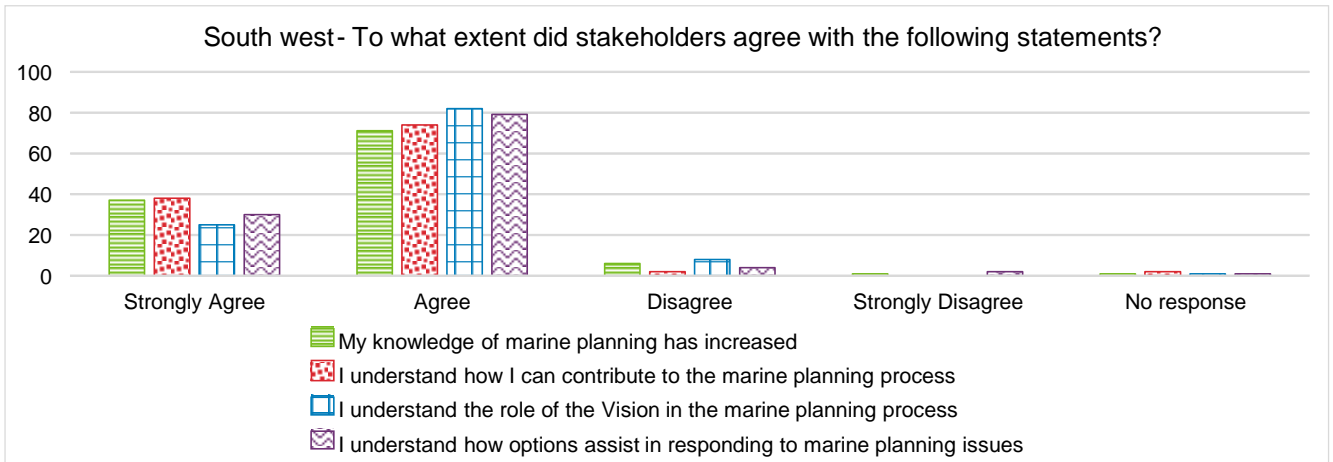 South west- To what extent did stakeholders agree with the following statements?
100
80
60
40
20
0
Strongly Agree Agree Disagree Strongly Disagree No response
My knowledge of marine planning has increased
I understand how I can contribute to the marine planning process
I understand the role of the Vision in the marine planning process
I understand how options assist in responding to marine planning issues